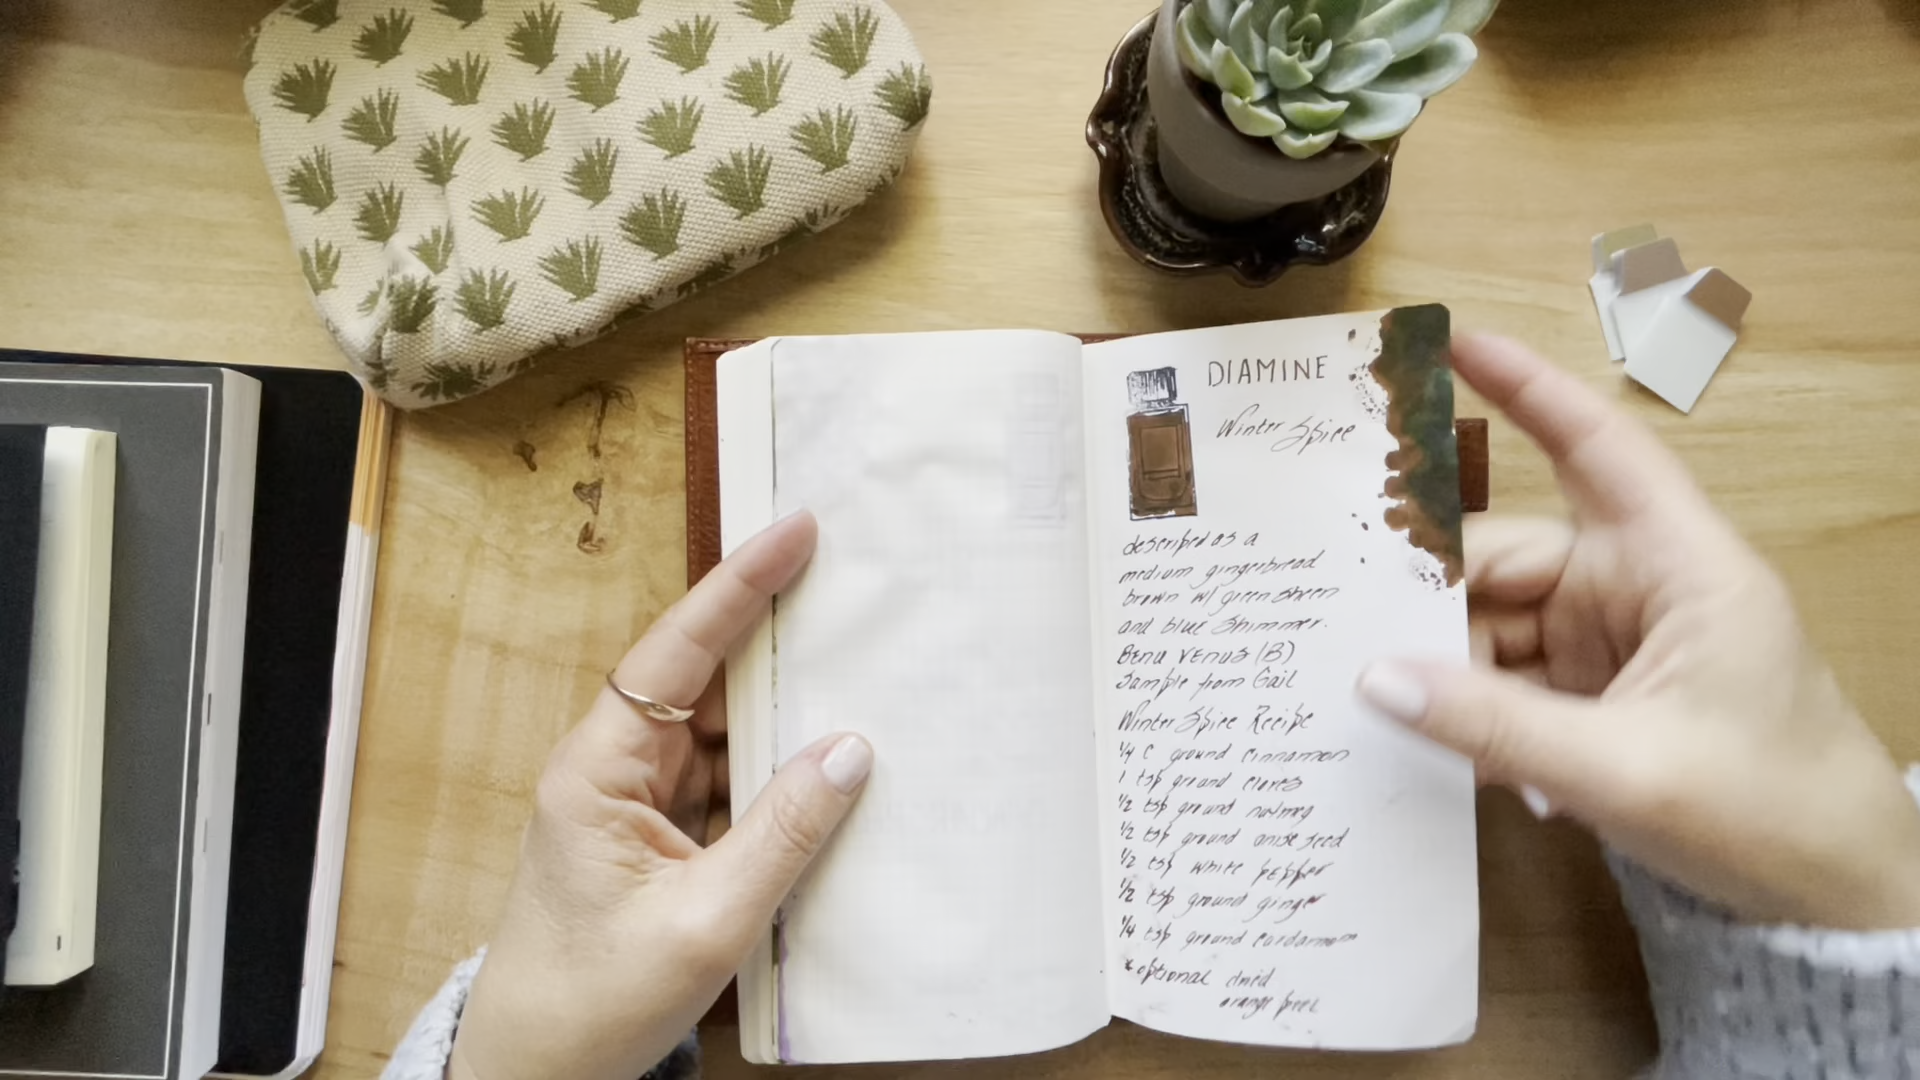 DIAMINE
Winter Spice
described as a
medium gingerbread
brown w/ green sheen
and blue shimmer.
BENU VENUS (B)
Sample from Gail
Winter Spice Recipe
1/4 C ground Cinnamon
1 tsp ground cloves
1/2 tsp ground nutmeg
1/2 tsp ground anise seed
1/2 tsp white pepper
1/2 tsp ground ginger
1/4 tsp ground cardamom
* optional dried
orange peel